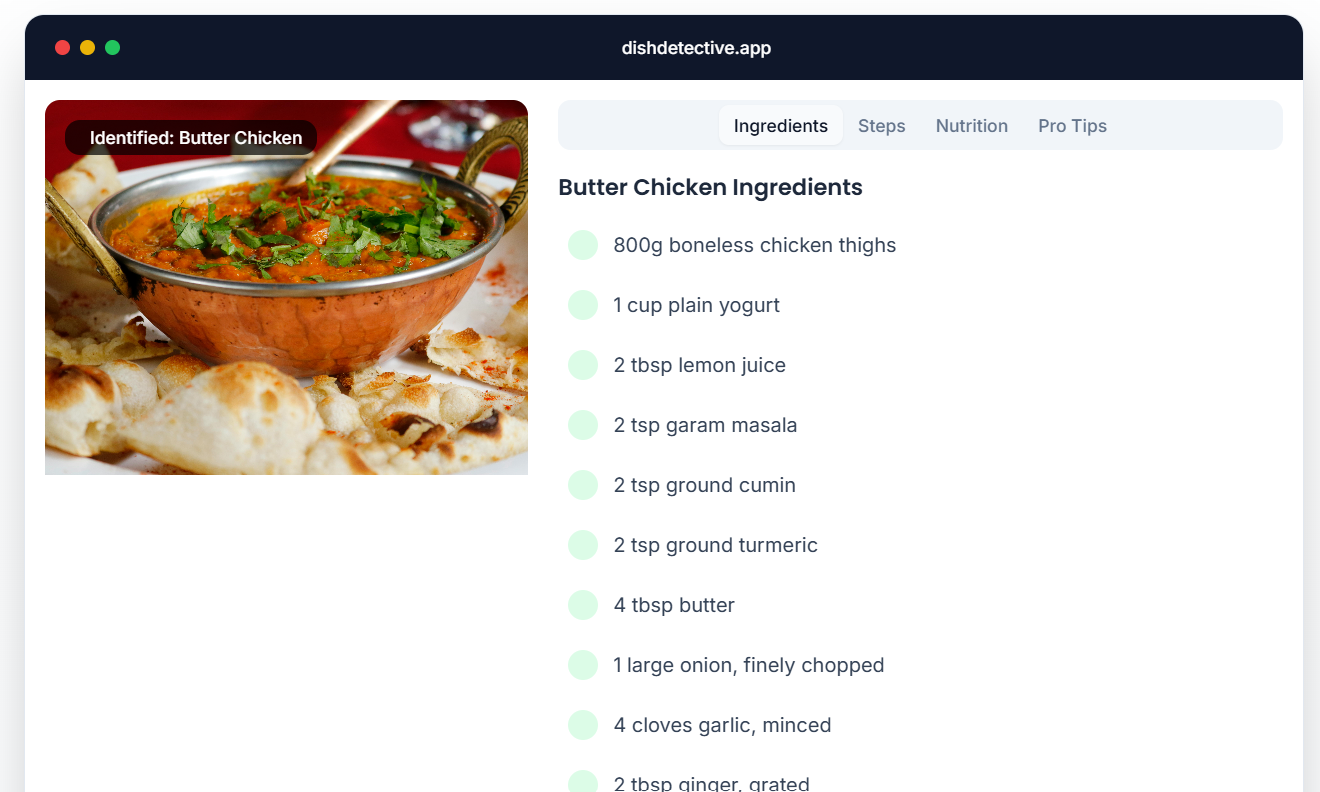 dishdetective.app
Identified: Butter Chicken
Ingredients Steps Nutrition Pro Tips
Butter Chicken Ingredients
800g boneless chicken thighs
1 cup plain yogurt
2 tbsp lemon juice
2 tsp garam masala
2 tsp ground cumin
2 tsp ground turmeric
4 tbsp butter
1 large onion, finely chopped
4 cloves garlic, minced
2 tbsp ginger, grated